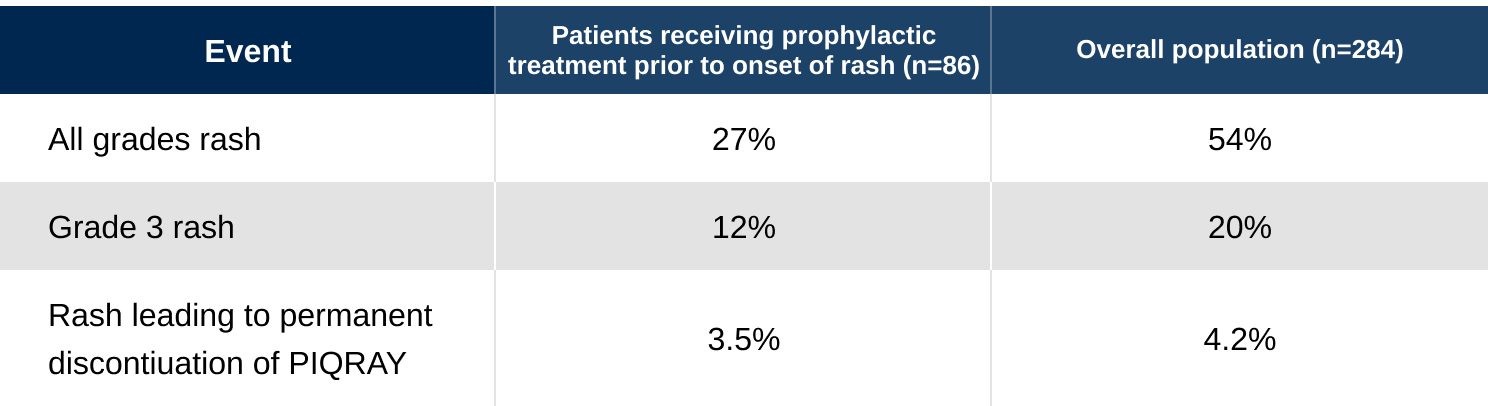 Event
Patients receiving prophylactic
treatment prior to onset of rash (n=86)
Overall population (n=284)
All grades rash
27%
54%
Grade 3 rash
12%
20%
Rash leading to permanent
discontiuation of PIQRAY
3.5%
4.2%